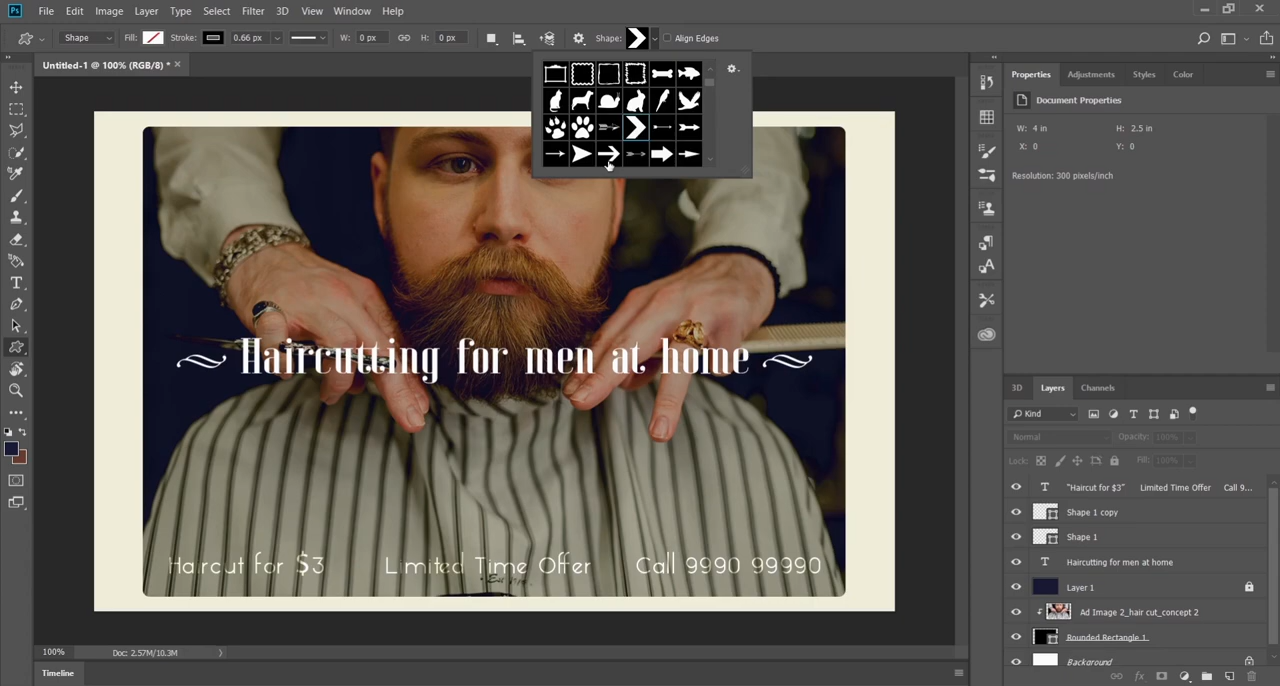 Ps File Edit Image Layer Type Select Filter 3D View Window Help
Shape Fill: Stroke: 0.66 px W: 0 px H: 0 px Shape: Align Edges
Untitled-1 @ 100% (RGB/8) *
Properties Adjustments Styles Color
Document Properties
W: 4 in H: 2.5 in
X: 0 Y: 0
Resolution: 300 pixels/inch
Haircutting for men at home
Haircut for $3 Limited Time Offer Call 9990 99990
3D Layers Channels
Kind
Normal Opacity: 100%
Lock: Fill: 100%
T "Haircut for $3" Limited Time Offer Call 9...
Shape 1 copy
Shape 1
T Haircutting for men at home
Layer 1
Ad Image 2_hair cut_concept 2
Rounded Rectangle 1
Background
100% Doc: 2.57M/10.3M
Timeline